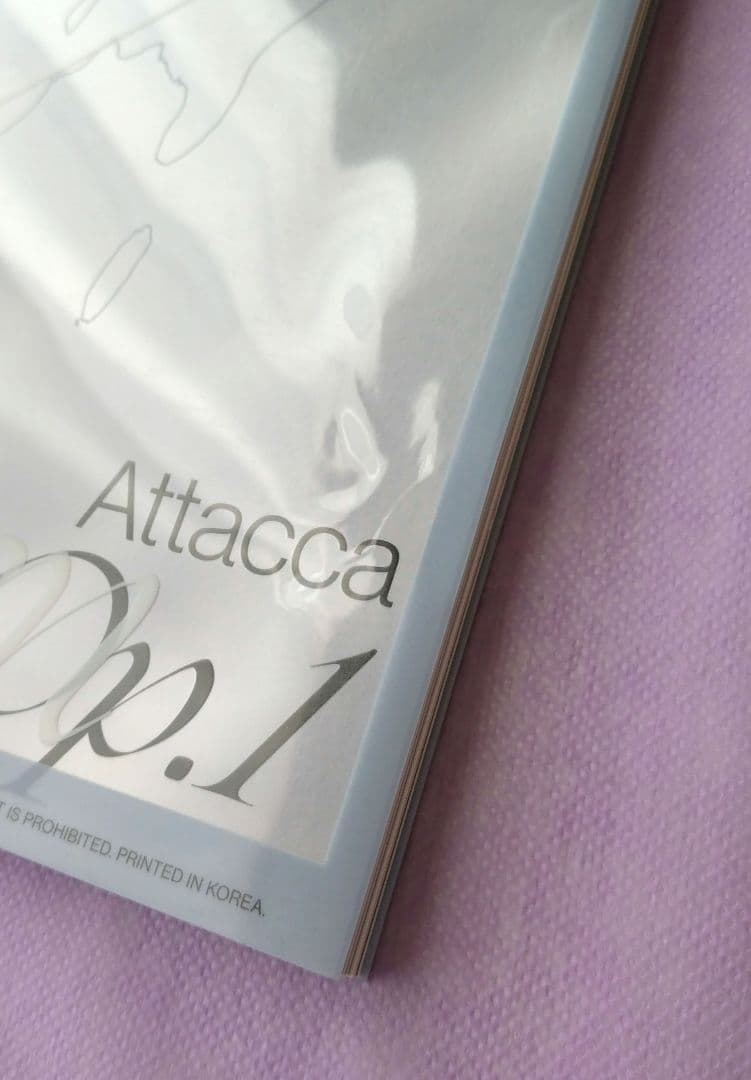 Attacca
Op.1
T IS PROHIBITED. PRINTED IN KOREA.